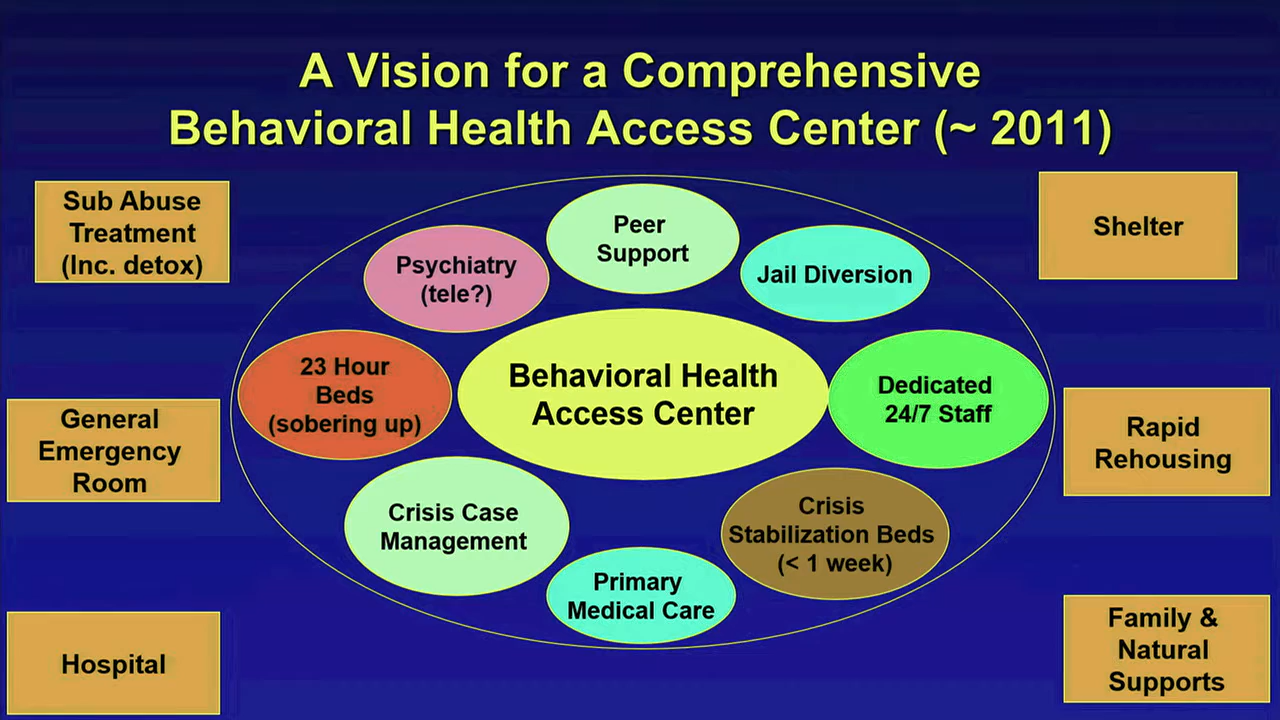 A Vision for a Comprehensive
Behavioral Health Access Center (~ 2011)
Sub Abuse
Treatment
(Inc. detox)
General
Emergency
Room
Hospital
Psychiatry
(tele?)
Peer
Support
Jail Diversion
23 Hour
Beds
(sobering up)
Behavioral Health
Access Center
Dedicated
24/7 Staff
Crisis Case
Management
Primary
Medical Care
Crisis
Stabilization Beds
(< 1 week)
Shelter
Rapid
Rehousing
Family &
Natural
Supports